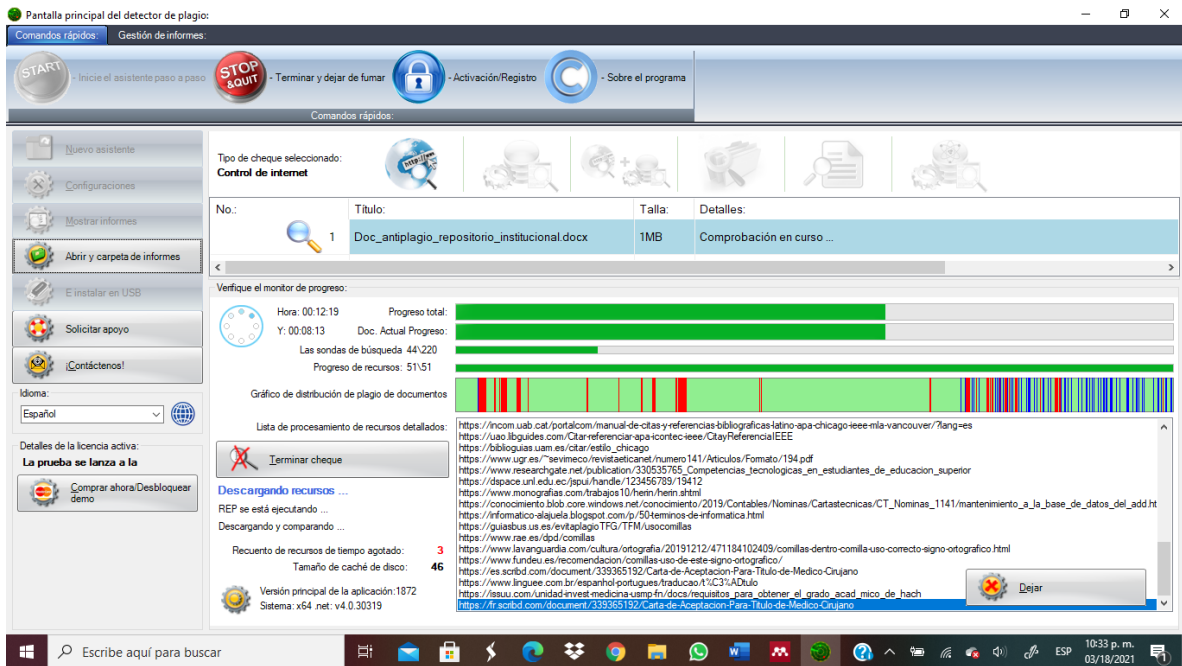 Pantalla principal del detector de plagio:
Comandos rápidos: Gestión de informes:
START - Inicie el asistente paso a paso STOP &QUIT - Terminar y dejar de fumar - Activación/Registro - Sobre el programa
Comandos rápidos:
Nuevo asistente
Configuraciones
Mostrar informes
Abrir y carpeta de informes
E instalar en USB
Solicitar apoyo
¡Contáctenos!
Idioma:
Español
Detalles de la licencia activa:
La prueba se lanza a la
Comprar ahora/Desbloquear
demo
Tipo de cheque seleccionado:
Control de internet
No.: Título: Talla: Detalles:
1 Doc_antiplagio_repositorio_institucional.docx 1MB Comprobación en curso ...
Verifique el monitor de progreso:
Hora: 00:12:19 Progreso total:
Y: 00:08:13 Doc. Actual Progreso:
Las sondas de búsqueda 44\220
Progreso de recursos: 51\51
Gráfico de distribución de plagio de documentos
Lista de procesamiento de recursos detallados:
Terminar cheque
Descargando recursos ...
REP se está ejecutando ...
Descargando y comparando ...
Recuento de recursos de tiempo agotado: 3
Tamaño de caché de disco: 46
Versión principal de la aplicación:1872
Sistema: x64 .net: v4.0.30319
https://incom.uab.cat/portalcom/manual-de-citas-y-referencias-bibliograficas-latino-apa-chicago-ieee-mla-vancouver/?lang=es
https://uao.libguides.com/Citar-referenciar-apa-icontec-ieee/CitayReferenciaIEEE
https://biblioguias.uam.es/citar/estilo_chicago
https://www.ugr.es/~sevimeco/revistaeticanet/numero141/Articulos/Formato/194.pdf
https://www.researchgate.net/publication/330535765_Competencias_tecnologicas_en_estudiantes_de_educacion_superior
https://dspace.unl.edu.ec/jspui/handle/123456789/19412
https://www.monografias.com/trabajos10/herin/herin.shtml
https://conocimiento.blob.core.windows.net/conocimiento/2019/Contables/Nominas/Cartastecnicas/CT_Nominas_1141/mantenimiento_a_la_base_de_datos_del_add.ht
https://informatico-alajuela.blogspot.com/p/50-terminos-de-informatica.html
https://guiasbus.us.es/evitaplagioTFG/TFM/usocomillas
https://www.rae.es/dpd/comillas
https://www.lavanguardia.com/cultura/ortografia/20191212/471184102409/comillas-dentro-comilla-uso-correcto-signo-ortografico.html
https://www.fundeu.es/recomendacion/comillas-uso-de-este-signo-ortografico/
https://es.scribd.com/document/339365192/Carta-de-Aceptacion-Para-Titulo-de-Medico-Cirujano
https://www.linguee.com.br/espanhol-portugues/traducao/t%C3%ADtulo
https://issuu.com/unidad-invest-medicina-usmp-fn/docs/requisitos_para_obtener_el_grado_acad_mico_de_bach
https://fr.scribd.com/document/339365192/Carta-de-Aceptacion-Para-Titulo-de-Medico-Cirujano
Dejar
Escribe aquí para buscar
ESP
10:33 p. m.
03/18/2021